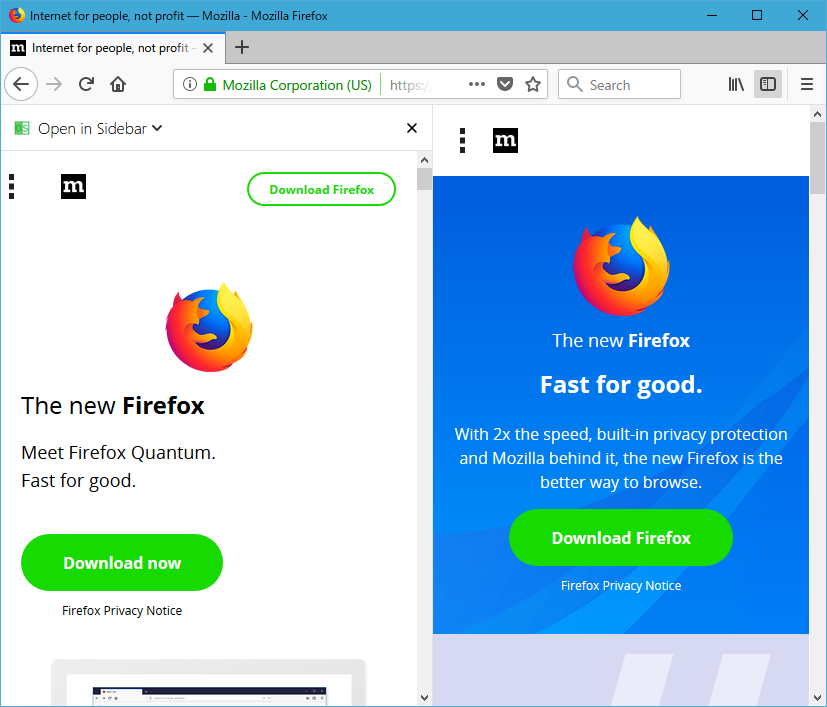 Internet for people, not profit — Mozilla - Mozilla Firefox
m Internet for people, not profit –
Mozilla Corporation (US) https:/
Search
Open in Sidebar
m
Download Firefox
The new Firefox
Meet Firefox Quantum.
Fast for good.
Download now
Firefox Privacy Notice
m
The new Firefox
Fast for good.
With 2x the speed, built-in privacy protection
and Mozilla behind it, the new Firefox is the
better way to browse.
Download Firefox
Firefox Privacy Notice